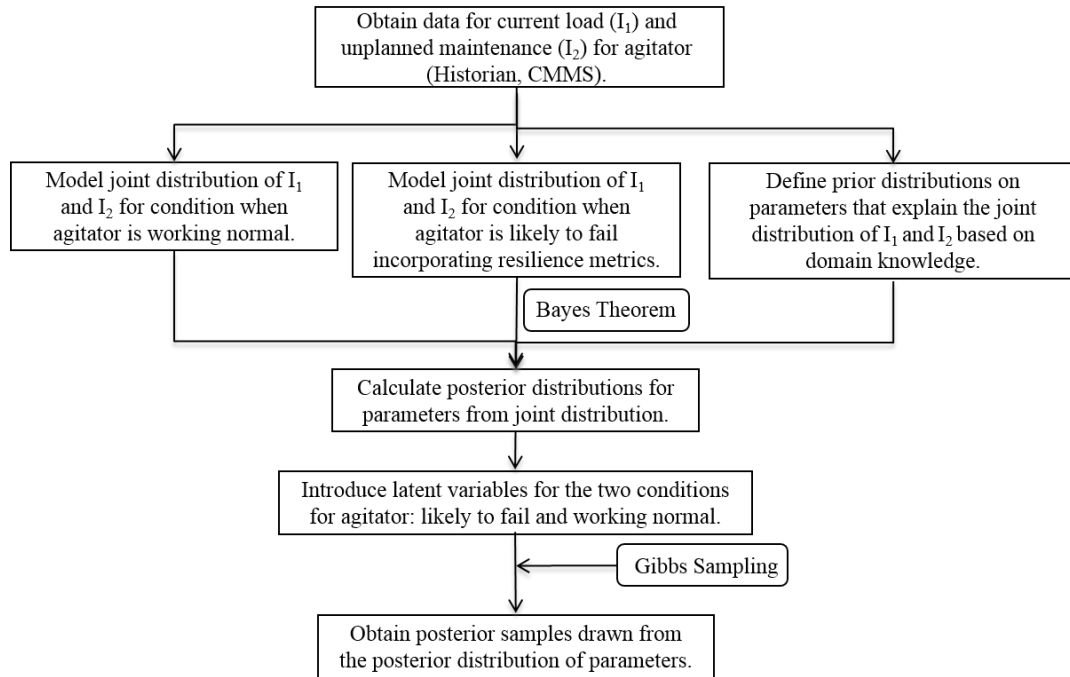 Obtain data for current load (I₁) and
unplanned maintenance (I₂) for agitator
(Historian, CMMS).
Model joint distribution of I₁
and I₂ for condition when
agitator is working normal.
Model joint distribution of I₁
and I₂ for condition when
agitator is likely to fail
incorporating resilience metrics.
Define prior distributions on
parameters that explain the joint
distribution of I₁ and I₂ based on
domain knowledge.
Bayes Theorem
Calculate posterior distributions for
parameters from joint distribution.
Introduce latent variables for the two conditions
for agitator: likely to fail and working normal.
Gibbs Sampling
Obtain posterior samples drawn from
the posterior distribution of parameters.